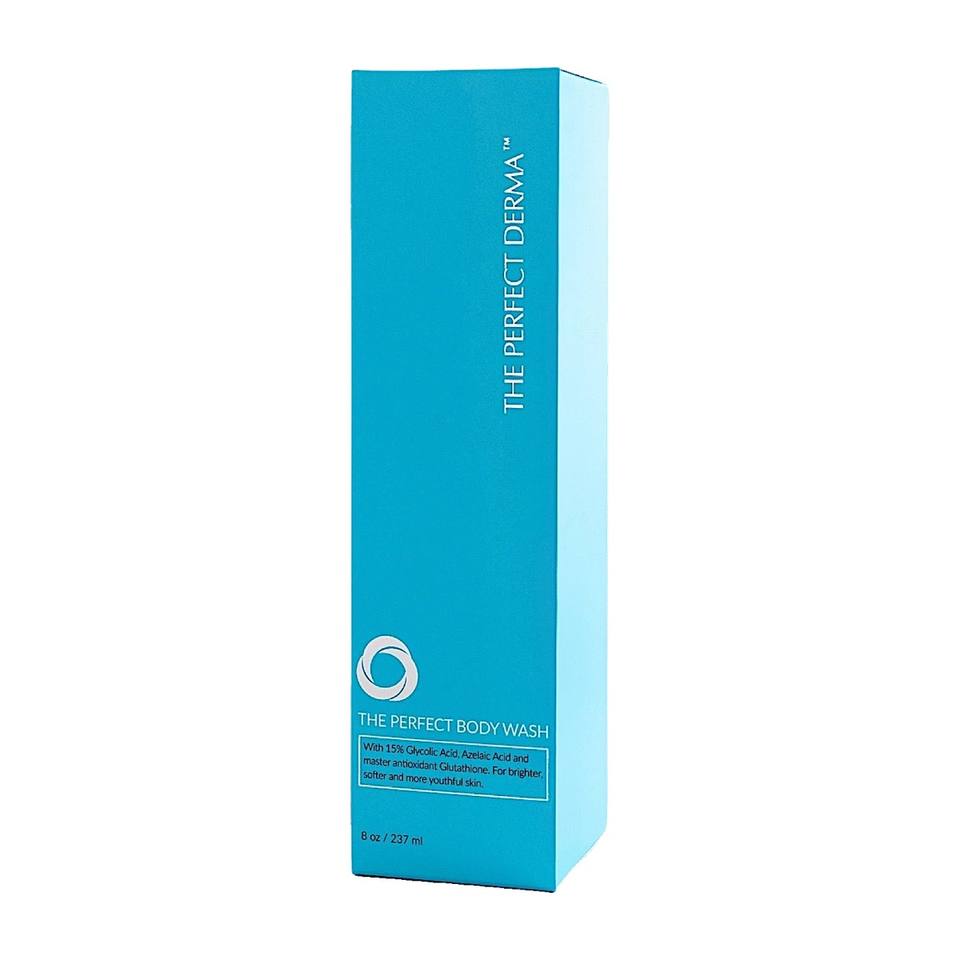 THE PERFECT DERMA™
THE PERFECT BODY WASH
With 15% Glycolic Acid, Azelaic Acid and
master antioxidant Glutathione. For brighter,
softer and more youthful skin.
8 oz / 237 ml